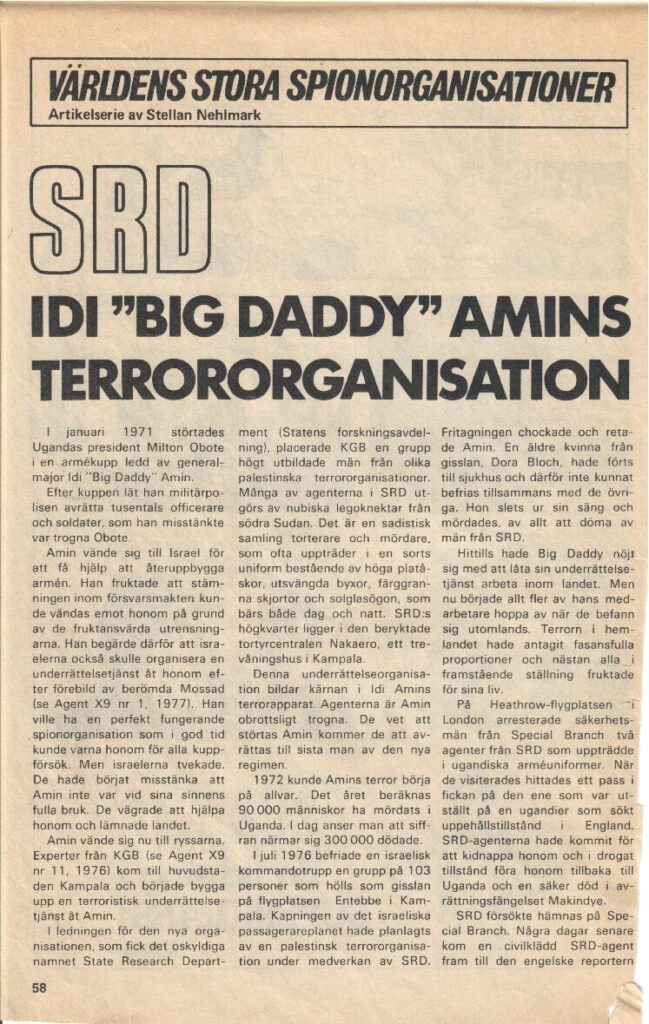 VÄRLDENS STORA SPIONORGANISATIONER
Artikelserie av Stellan Nehlmark
SRD
IDI ”BIG DADDY” AMINS
TERRORORGANISATION
I januari 1971 störtades
Ugandas president Milton Obote
i en armékupp ledd av general-
major Idi ”Big Daddy” Amin.
Efter kuppen lät han militärpo-
lisen avrätta tusentals officerare
och soldater, som han misstänkte
var trogna Obote.
Amin vände sig till Israel för
att få hjälp att återuppbygga
armén. Han fruktade att stäm-
ningen inom försvarsmakten kun-
de vändas emot honom på grund
av de fruktansvärda utrensning-
arna. Han begärde därför att isra-
elerna också skulle organisera en
underrättelsetjänst åt honom ef-
ter förebild av berömda Mossad
(se Agent X9 nr 1, 1977). Han
ville ha en perfekt fungerande
spionorganisation som i god tid
kunde varna honom för alla kupp-
försök. Men israelerna tvekade.
De hade börjat misstänka att
Amin inte var vid sina sinnens
fulla bruk. De vägrade att hjälpa
honom och lämnade landet.
Amin vände sig nu till ryssarna.
Experter från KGB (se Agent X9
nr 11, 1976) kom till huvudsta-
den Kampala och började bygga
upp en terroristisk underrättelse-
tjänst åt Amin.
I ledningen för den nya orga-
nisationen, som fick det oskyldiga
namnet State Research Depart-
ment (Statens forskningsavdel-
ning), placerade KGB en grupp
högt utbildade män från olika
palestinska terrororganisationer.
Många av agenterna i SRD ut-
görs av nubiska legoknektar från
södra Sudan. Det är en sadistisk
samling torterare och mördare,
som ofta uppträder i en sorts
uniform bestående av höga platå-
skor, utsvängda byxor, färggran-
na skjortor och solglasögon, som
bärs både dag och natt. SRD:s
högkvarter ligger i den beryktade
tortyrcentralen Nakaero, ett tre-
våningshus i Kampala.
Denna underrättelseorganisa-
tion bildar kärnan i Idi Amins
terrorapparat. Agenterna är Amin
obrottsligt trogna. De vet att
störtas Amin kommer de att av-
rättas till sista man av den nya
regimen.
1972 kunde Amins terror börja
på allvar. Det året beräknas
90 000 människor ha mördats i
Uganda. I dag anser man att siff-
ran närmar sig 300 000 dödade.
I juli 1976 befriade en israelisk
kommandotrupp en grupp på 103
personer som hölls som gisslan
på flygplatsen Entebbe i Kam-
pala. Kapningen av det israeliska
passagerareplanet hade planlagts
av en palestinsk terrororganisa-
tion under medverkan av SRD.
Fritagningen chockade och reta-
de Amin. En äldre kvinna från
gisslan, Dora Bloch, hade förts
till sjukhus och därför inte kunnat
befrias tillsammans med de övri-
ga. Hon slets ur sin säng och
mördades, av allt att döma av
män från SRD.
Hittills hade Big Daddy nöjt
sig med att låta sin underrättelse-
tjänst arbeta inom landet. Men
nu började allt fler av hans med-
arbetare hoppa av när de befann
sig utomlands. Terrorn i hem-
landet hade antagit fasansfulla
proportioner och nästan alla i
framstående ställning fruktade
för sina liv.
På Heathrow-flygplatsen i
London arresterade säkerhets-
män från Special Branch två
agenter från SRD som uppträdde
i ugandiska arméuniformer. När
de visiterades hittades ett pass i
fickan på den ene som var ut-
ställt på en ugandier som sökt
uppehållstillstånd i England.
SRD-agenterna hade kommit för
att kidnappa honom och i drogat
tillstånd föra honom tillbaka till
Uganda och en säker död i av-
rättningsfängelset Makindye.
SRD försökte hämnas på Spe-
cial Branch. Några dagar senare
kom en civilklädd SRD-agent
fram till den engelske reportern
58